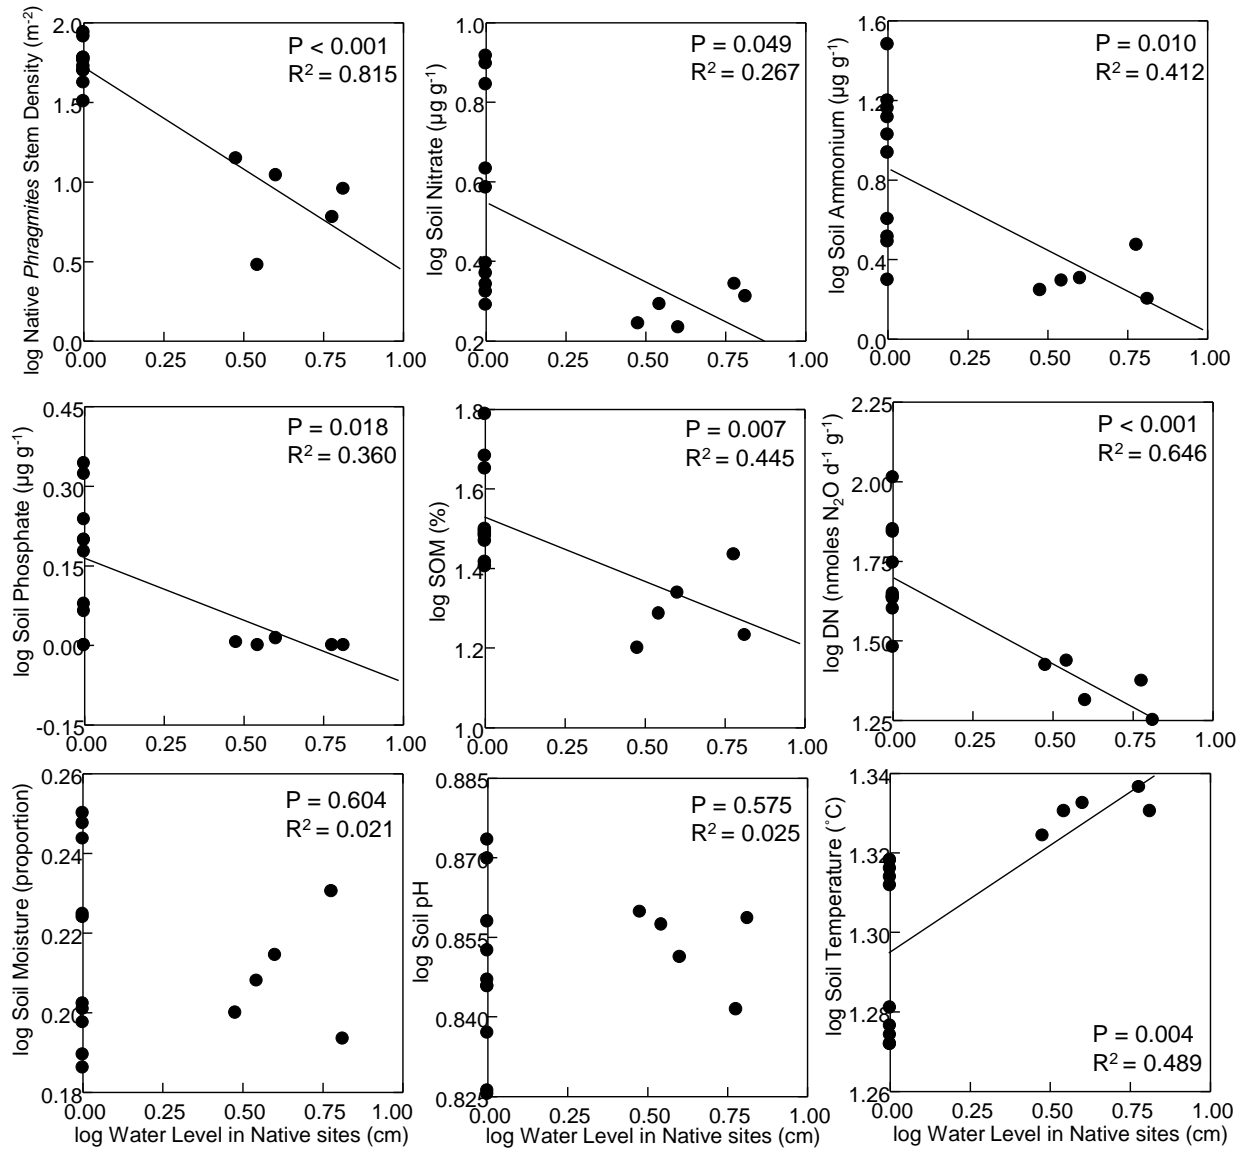 log Native Phragmites Stem Density (m-2)
2.0
1.5
1.0
0.5
0.0
P < 0.001
R2 = 0.815
0.00 0.25 0.50 0.75 1.00
log Soil Nitrate (µg g-1)
1.0
0.8
0.6
0.4
0.2
P = 0.049
R2 = 0.267
0.00 0.25 0.50 0.75 1.00
log Soil Ammonium (µg g-1)
1.6
1.2
0.8
0.4
0.0
P = 0.010
R2 = 0.412
0.00 0.25 0.50 0.75 1.00
log Soil Phosphate (µg g-1)
0.45
0.30
0.15
0.00
-0.15
P = 0.018
R2 = 0.360
0.00 0.25 0.50 0.75 1.00
log SOM (%)
1.8
1.6
1.4
1.2
1.0
P = 0.007
R2 = 0.445
0.00 0.25 0.50 0.75 1.00
log DN (nmoles N2O d-1 g-1)
2.25
2.00
1.75
1.50
1.25
P < 0.001
R2 = 0.646
0.00 0.25 0.50 0.75 1.00
log Soil Moisture (proportion)
0.26
0.24
0.22
0.20
0.18
P = 0.604
R2 = 0.021
0.00 0.25 0.50 0.75 1.00
log Water Level in Native sites (cm)
log Soil pH
0.885
0.870
0.855
0.840
0.825
P = 0.575
R2 = 0.025
0.00 0.25 0.50 0.75 1.00
log Water Level in Native sites (cm)
log Soil Temperature (˚C)
1.34
1.32
1.30
1.28
1.26
P = 0.004
R2 = 0.489
0.00 0.25 0.50 0.75 1.00
log Water Level in Native sites (cm)